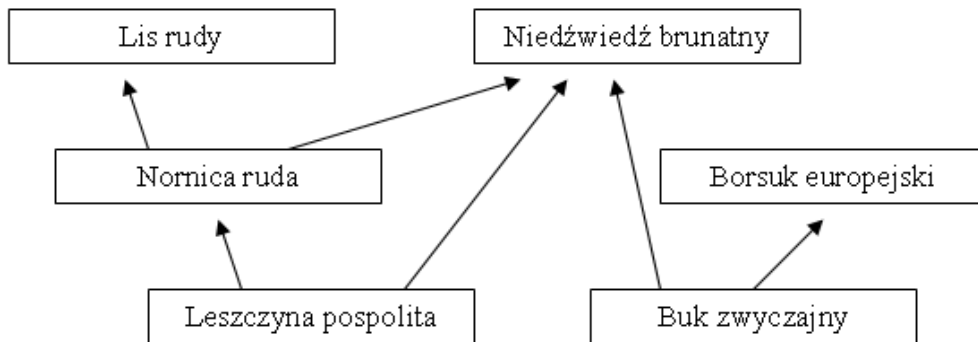 Lis rudy
Niedźwiedź brunatny
Nornica ruda
Borsuk europejski
Leszczyna pospolita
Buk zwyczajny